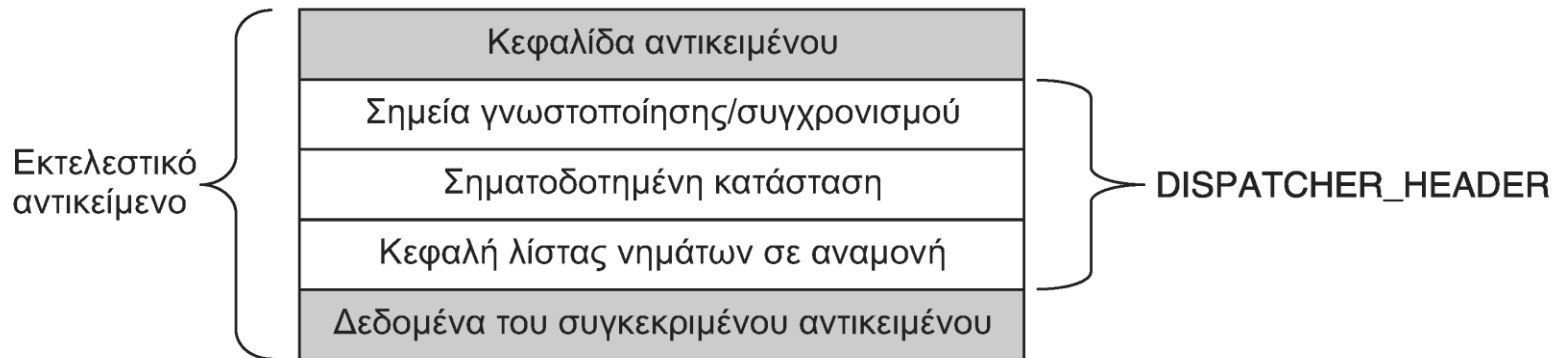 Κεφαλίδα αντικειμένου
Σημεία γνωστοποίησης/συγχρονισμού
Εκτελεστικό
αντικείμενο
Σηματοδοτημένη κατάσταση
DISPATCHER_HEADER
Κεφαλή λίστας νημάτων σε αναμονή
Δεδομένα του συγκεκριμένου αντικειμένου